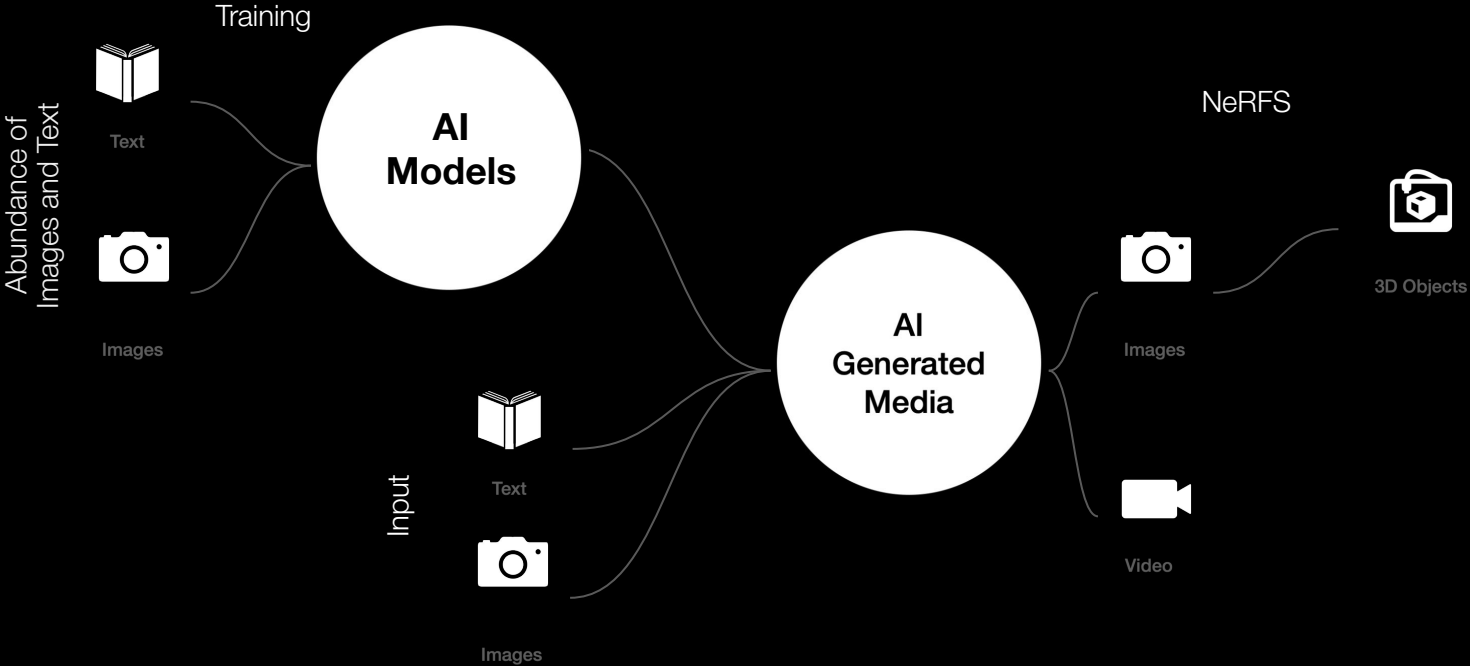 Training
Abundance of
Images and Text
Text
Images
AI
Models
Input
Text
Images
AI
Generated
Media
NeRFS
Images
3D Objects
Video